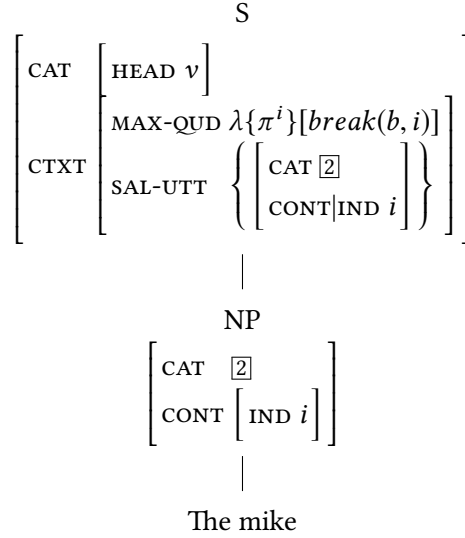 S
CAT [HEAD v]
CTXT [MAX-QUD λ{π^i}[break(b, i)]
SAL-UTT { [CAT 2
CONT|IND i] } ]
NP
CAT 2
CONT [IND i]
The mike